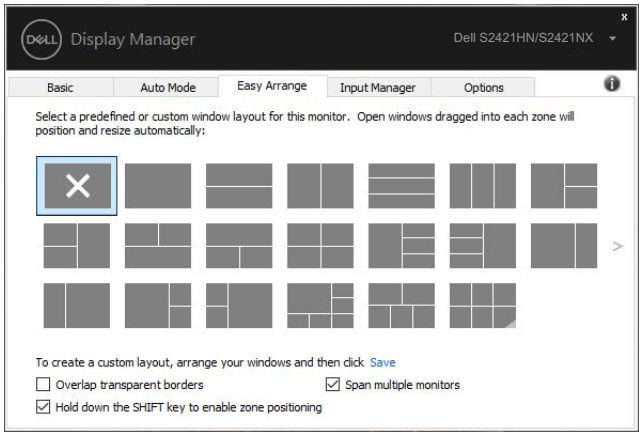 x
DELL Display Manager Dell S2421HN/S2421NX
Basic Auto Mode Easy Arrange Input Manager Options i
Select a predefined or custom window layout for this monitor. Open windows dragged into each zone will
position and resize automatically:
To create a custom layout, arrange your windows and then click Save
Overlap transparent borders Span multiple monitors
Hold down the SHIFT key to enable zone positioning